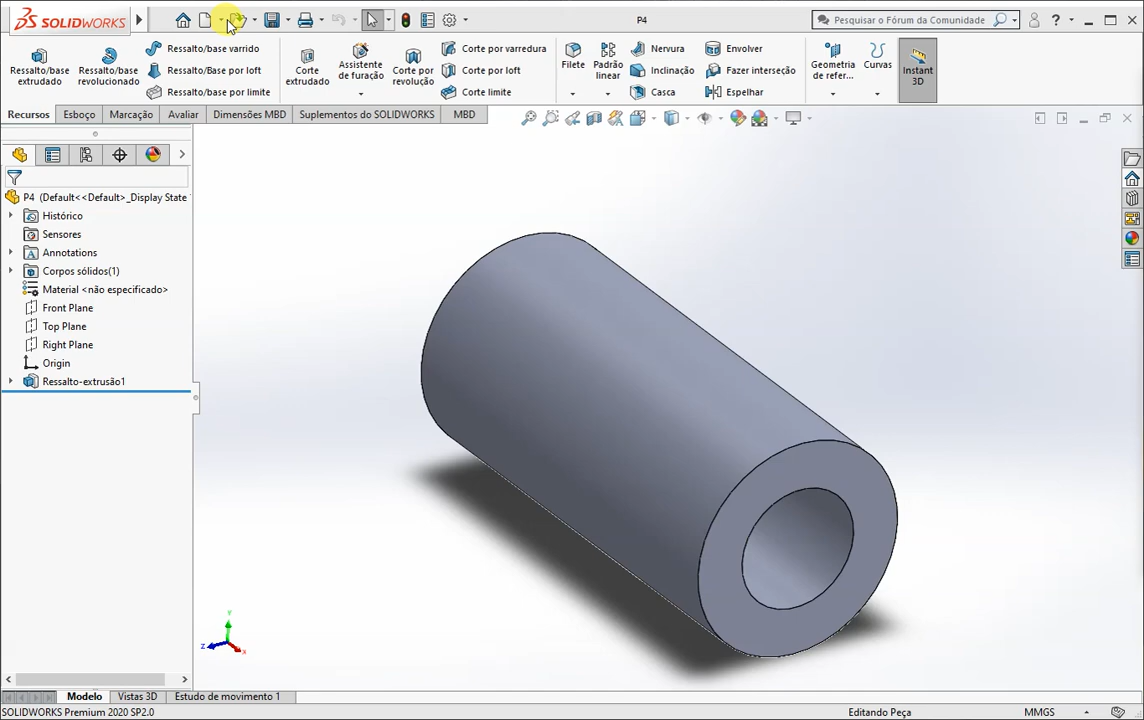 SOLIDWORKS
P4
Pesquisar o Fórum da Comunidade
Ressalto/base extrudado
Ressalto/base revolucionado
Ressalto/base varrido
Ressalto/Base por loft
Ressalto/base por limite
Corte extrudado
Assistente de furação
Corte por revolução
Corte por varredura
Corte por loft
Corte limite
Filete
Padrão linear
Nervura
Inclinação
Casca
Envolver
Fazer interseção
Espelhar
Geometria de refer...
Curvas
Instant 3D
Recursos
Esboço
Marcação
Avaliar
Dimensões MBD
Suplementos do SOLIDWORKS
MBD
P4 (Default<<Default>_Display State
Histórico
Sensores
Annotations
Corpos sólidos(1)
Material <não especificado>
Front Plane
Top Plane
Right Plane
Origin
Ressalto-extrusão1
Y
Z
X
Modelo
Vistas 3D
Estudo de movimento 1
SOLIDWORKS Premium 2020 SP2.0
Editando Peça
MMGS